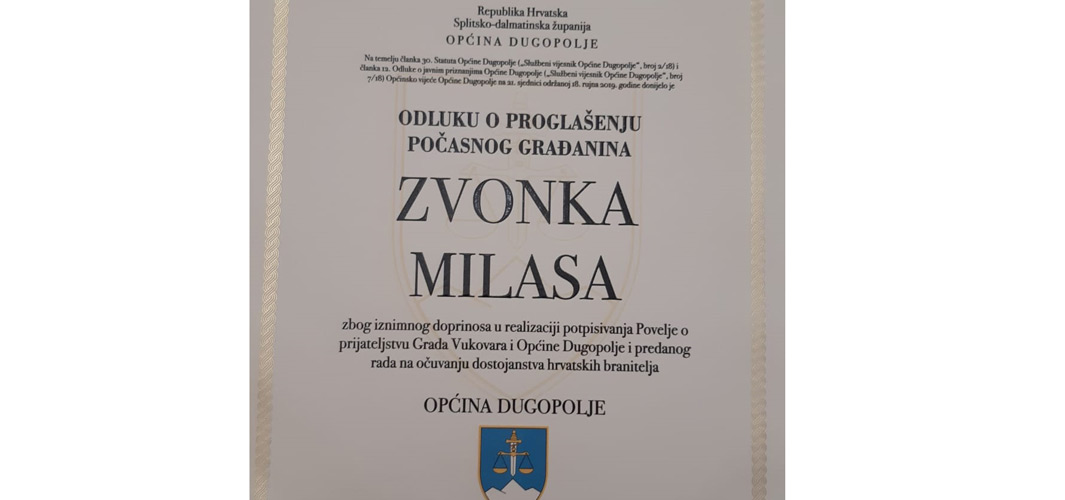 Republika Hrvatska
Splitsko-dalmatinska županija
OPĆINA DUGOPOLJE
Na temelju članka 30. Statuta Općine Dugopolje („Službeni vijesnik Općine Dugopolje“, broj 2/18) i
članka 12. Odluke o javnim priznanjima Općine Dugopolje („Službeni vijesnik Općine Dugopolje“, broj
7/18) Općinsko vijeće Općine Dugopolje na 21. sjednici održanoj 18. rujna 2019. godine donijelo je
ODLUKU O PROGLAŠENJU
POČASNOG GRAĐANINA
ZVONKA
MILASA
zbog iznimnog doprinosa u realizaciji potpisivanja Povelje o
prijateljstvu Grada Vukovara i Općine Dugopolje i predanog
rada na očuvanju dostojanstva hrvatskih branitelja
OPĆINA DUGOPOLJE